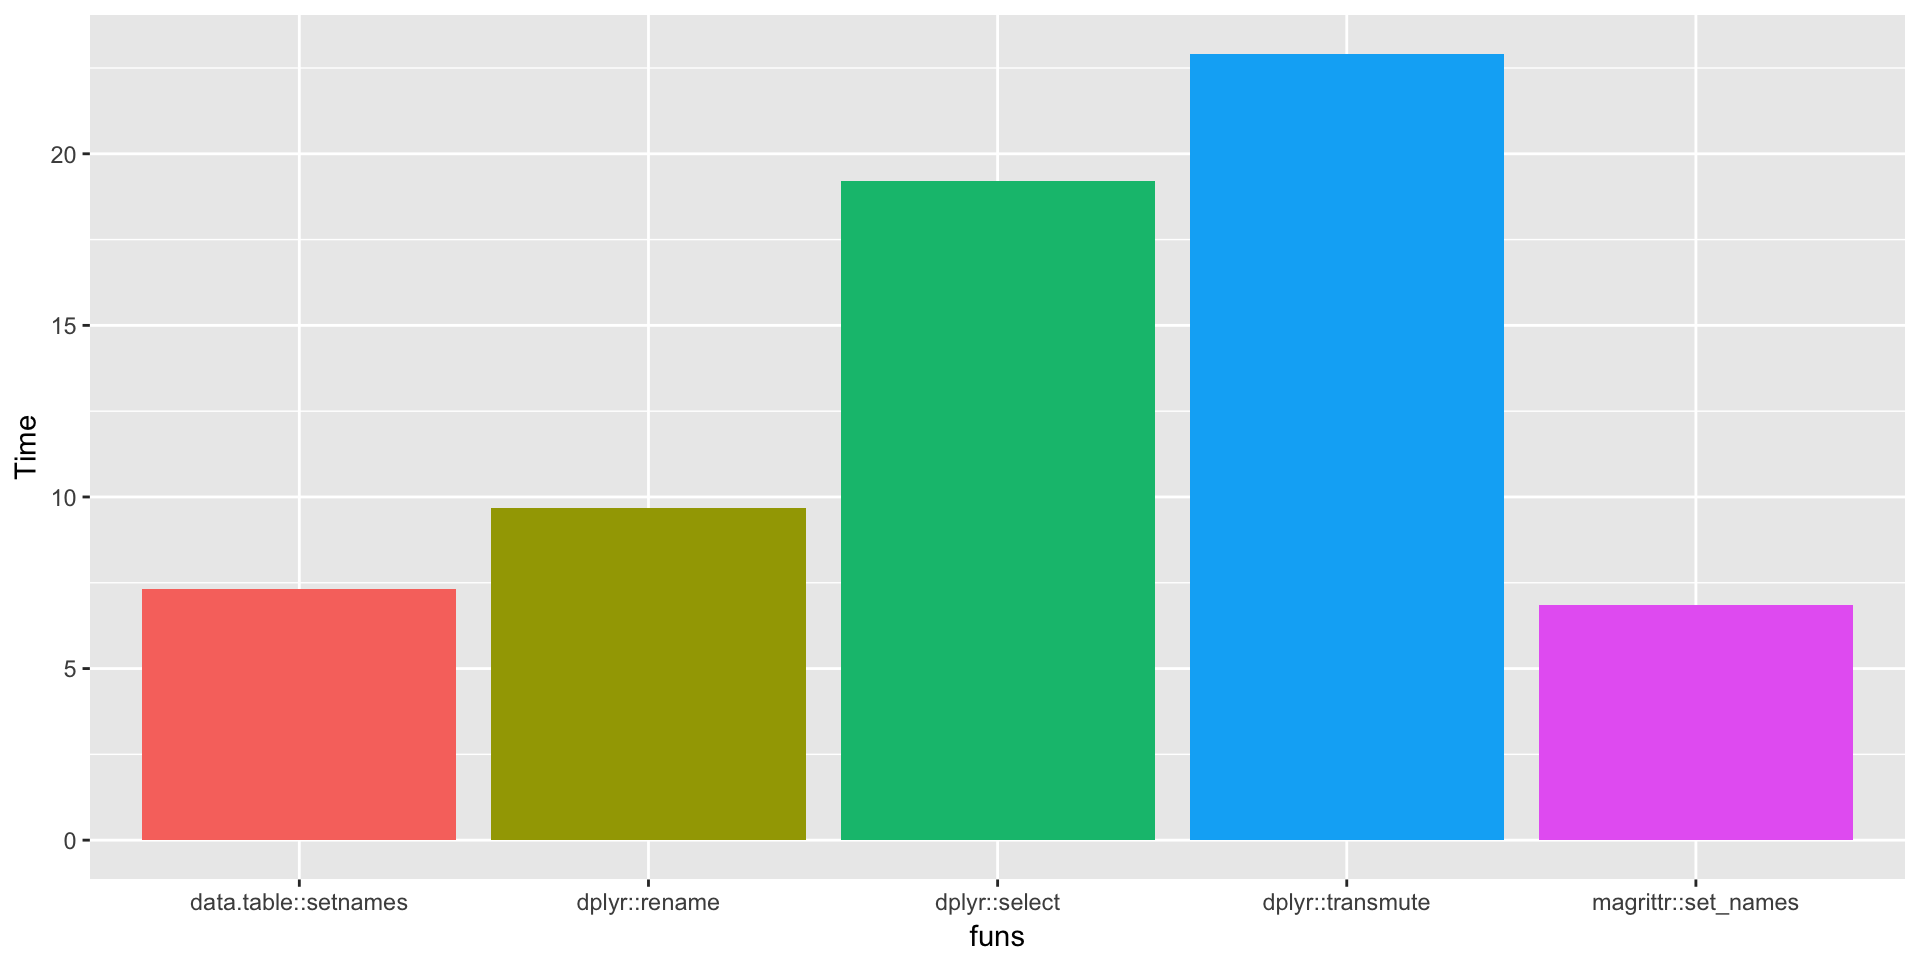 Time
20
15
10
5
0
data.table::setnames
dplyr::rename
dplyr::select
dplyr::transmute
magrittr::set_names
funs